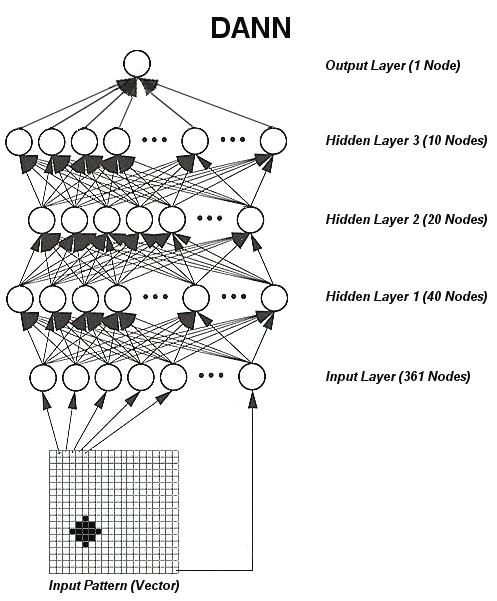 DANN
Output Layer (1 Node)
Hidden Layer 3 (10 Nodes)
Hidden Layer 2 (20 Nodes)
Hidden Layer 1 (40 Nodes)
Input Layer (361 Nodes)
Input Pattern (Vector)